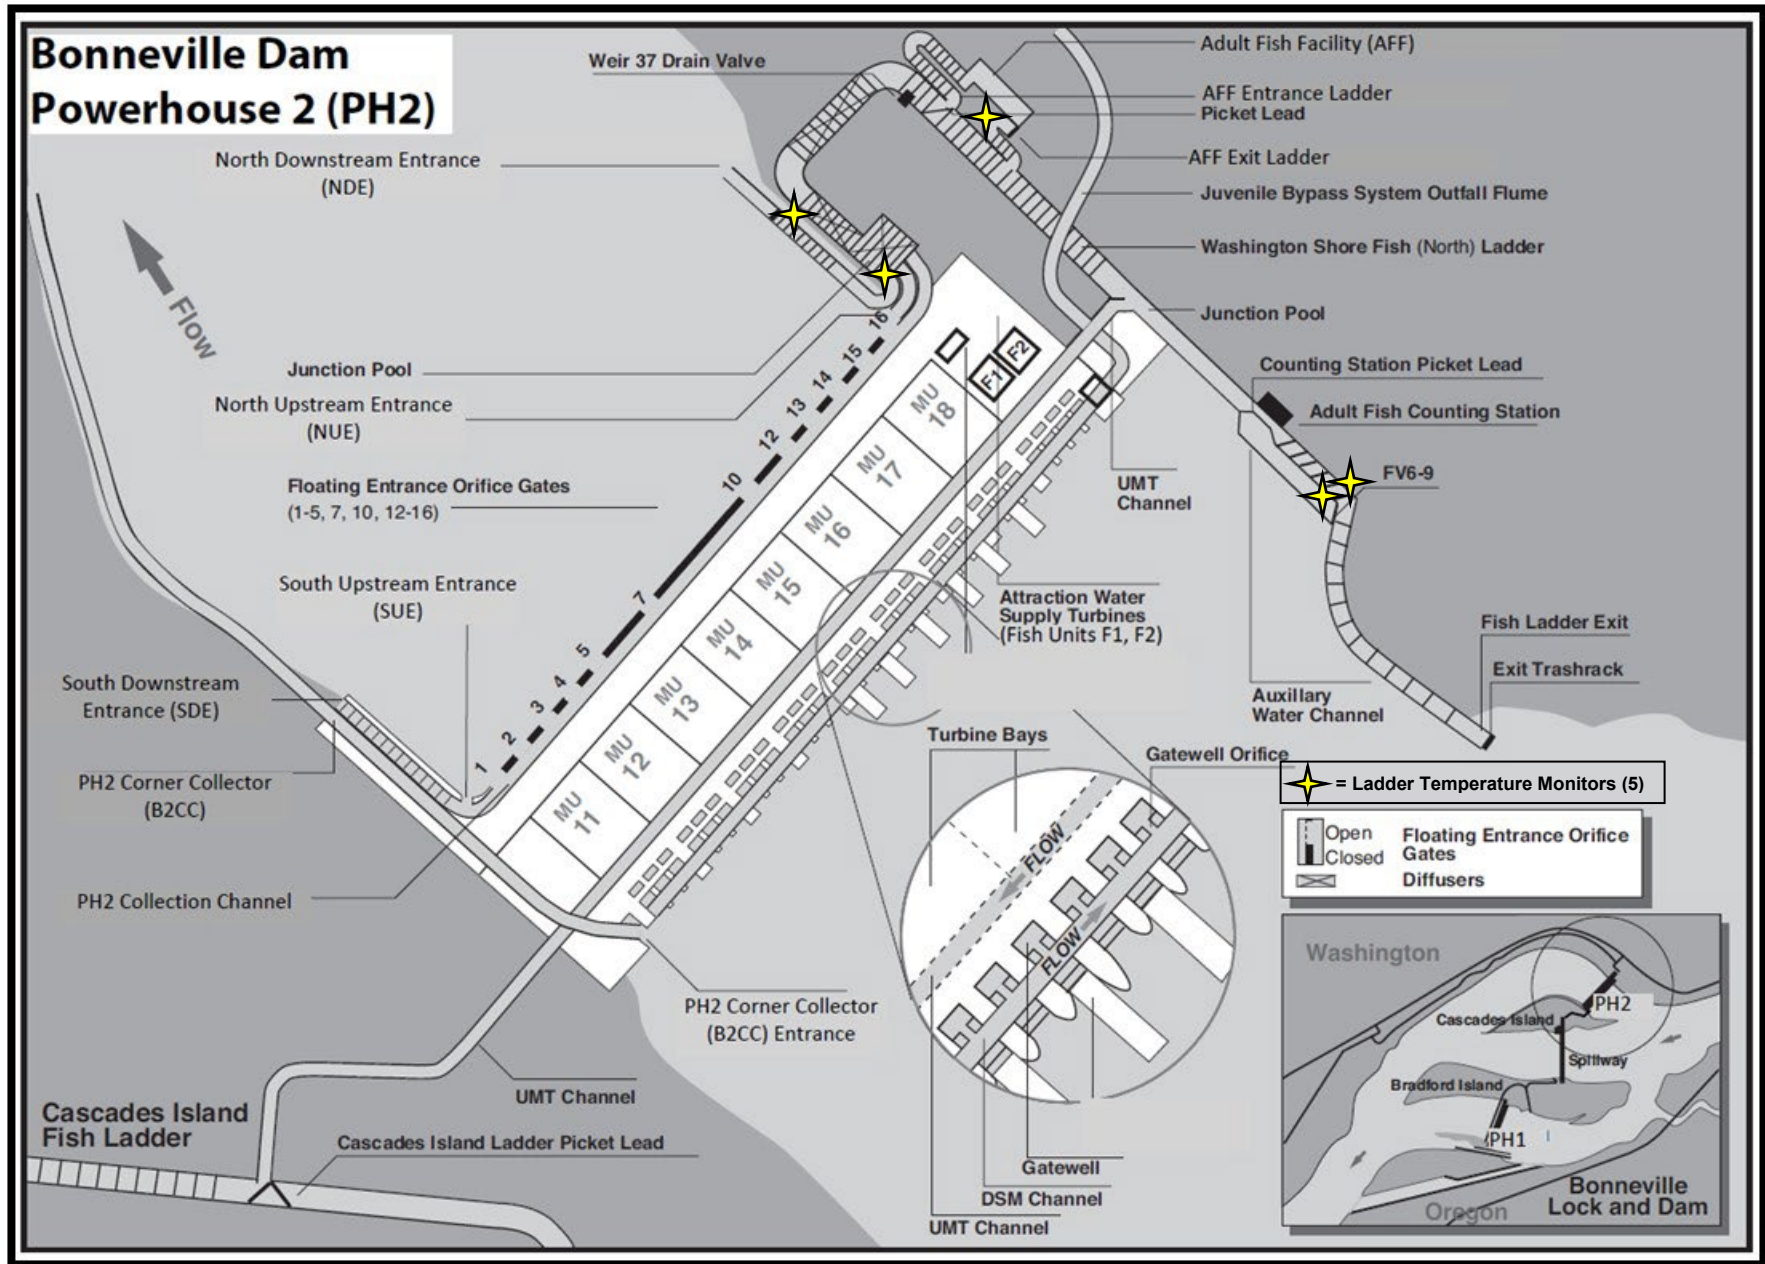 Bonneville Dam
Powerhouse 2 (PH2)
Weir 37 Drain Valve
Adult Fish Facility (AFF)
AFF Entrance Ladder
Picket Lead
AFF Exit Ladder
Juvenile Bypass System Outfall Flume
Washington Shore Fish (North) Ladder
Junction Pool
Counting Station Picket Lead
Adult Fish Counting Station
FV6-9
North Downstream Entrance
(NDE)
Flow
Junction Pool
North Upstream Entrance
(NUE)
Floating Entrance Orifice Gates
(1-5, 7, 10, 12-16)
South Upstream Entrance
(SUE)
South Downstream
Entrance (SDE)
PH2 Corner Collector
(B2CC)
PH2 Collection Channel
16
15
14
13
12
10
7
5
4
3
2
1
F2
F1
MU
18
MU
17
MU
16
MU
15
MU
14
MU
13
MU
12
MU
11
UMT
Channel
Attraction Water
Supply Turbines
(Fish Units F1, F2)
Auxillary
Water Channel
Fish Ladder Exit
Exit Trashrack
Turbine Bays
Gatewell Orifice
FLOW
FLOW
Gatewell
DSM Channel
UMT Channel
PH2 Corner Collector
(B2CC) Entrance
UMT Channel
Cascades Island
Fish Ladder
Cascades Island Ladder Picket Lead
= Ladder Temperature Monitors (5)
Open
Closed
Floating Entrance Orifice
Gates
Diffusers
Washington
PH2
Cascades Island
Spillway
Bradford Island
PH1
Oregon
Bonneville
Lock and Dam